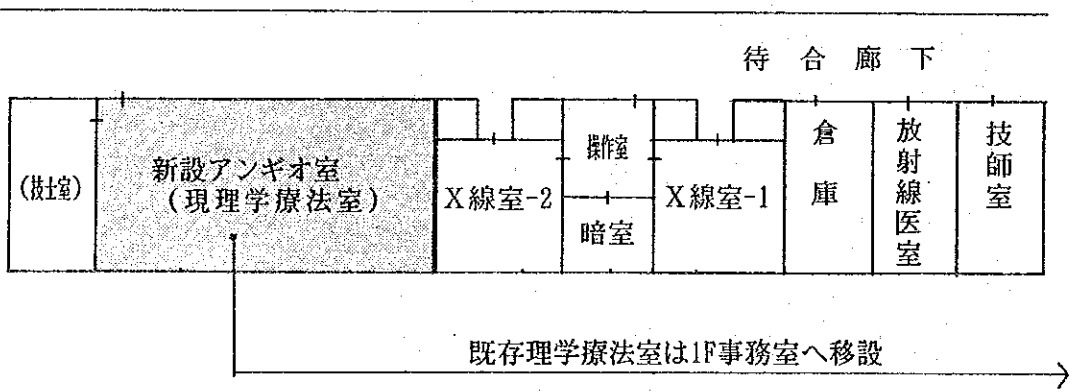 待合廊下
(技士室)
新設アンギオ室
(現理学療法室)
X線室-2
操作室
暗室
X線室-1
倉庫
放射線医室
技師室
既存理学療法室は1F事務室へ移設